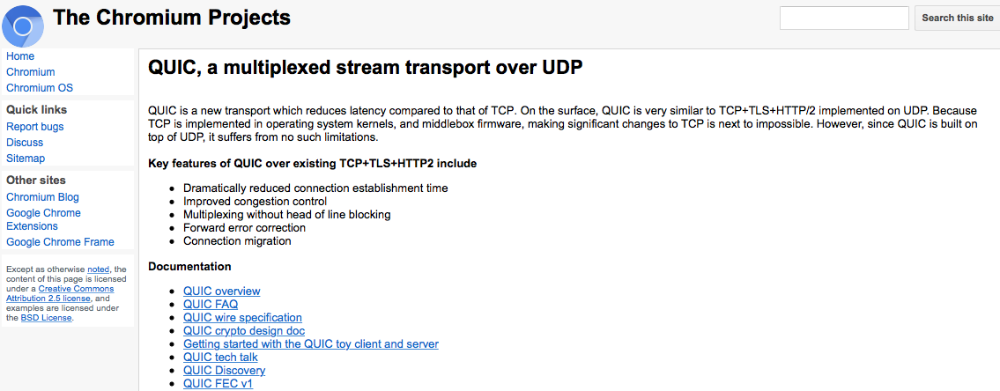 The Chromium Projects
Search this site
Home
Chromium
Chromium OS
Quick links
Report bugs
Discuss
Sitemap
Other sites
Chromium Blog
Google Chrome
Extensions
Google Chrome Frame
Except as otherwise noted, the
content of this page is licensed
under a Creative Commons
Attribution 2.5 license, and
examples are licensed under
the BSD License.
QUIC, a multiplexed stream transport over UDP
QUIC is a new transport which reduces latency compared to that of TCP. On the surface, QUIC is very similar to TCP+TLS+HTTP/2 implemented on UDP. Because
TCP is implemented in operating system kernels, and middlebox firmware, making significant changes to TCP is next to impossible. However, since QUIC is built on
top of UDP, it suffers from no such limitations.
Key features of QUIC over existing TCP+TLS+HTTP2 include
• Dramatically reduced connection establishment time
• Improved congestion control
• Multiplexing without head of line blocking
• Forward error correction
• Connection migration
Documentation
• QUIC overview
• QUIC FAQ
• QUIC wire specification
• QUIC crypto design doc
• Getting started with the QUIC toy client and server
• QUIC tech talk
• QUIC Discovery
• QUIC FEC v1